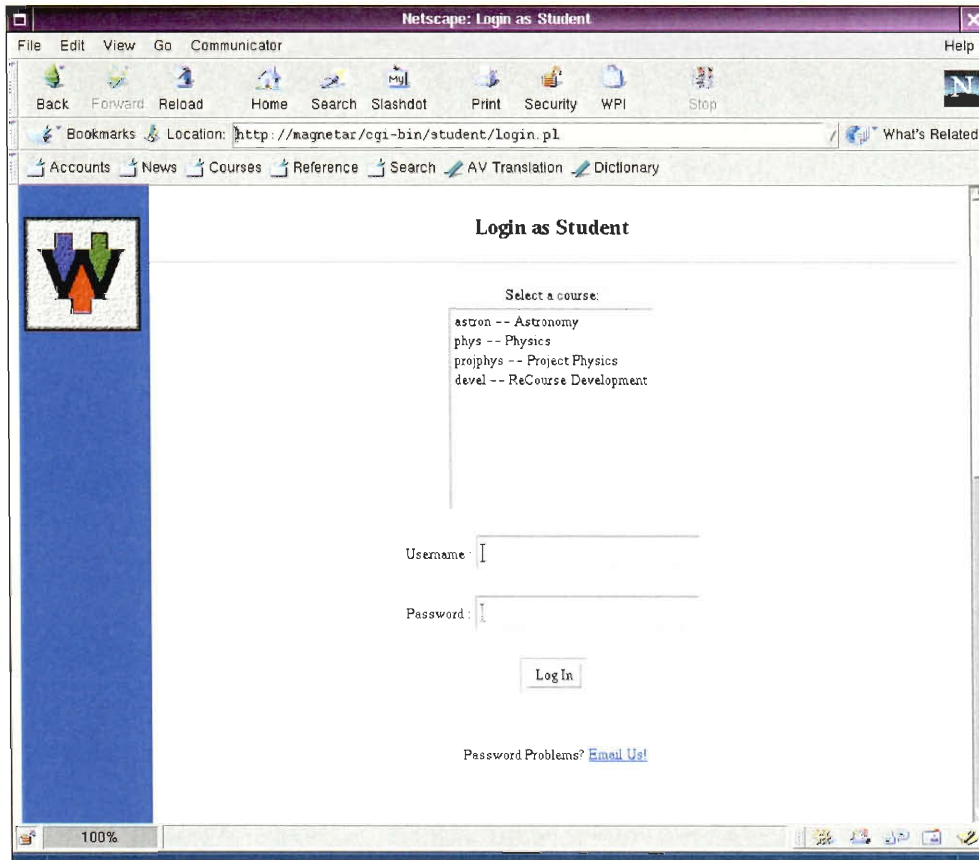 Netscape: Login as Student
File Edit View Go Communicator Help
My
Back Forward Reload Home Search Slashdot Print Security WPI Stop
N
Bookmarks Location: http://magnetar/cgi-bin/student/login.pl What's Related
Accounts News Courses Reference Search AV Translation Dictionary
W
Login as Student
Select a course:
astron -- Astronomy
phys -- Physics
projphys -- Project Physics
devel -- ReCourse Development
Username :
Password :
Log In
Password Problems? Email Us!
100%